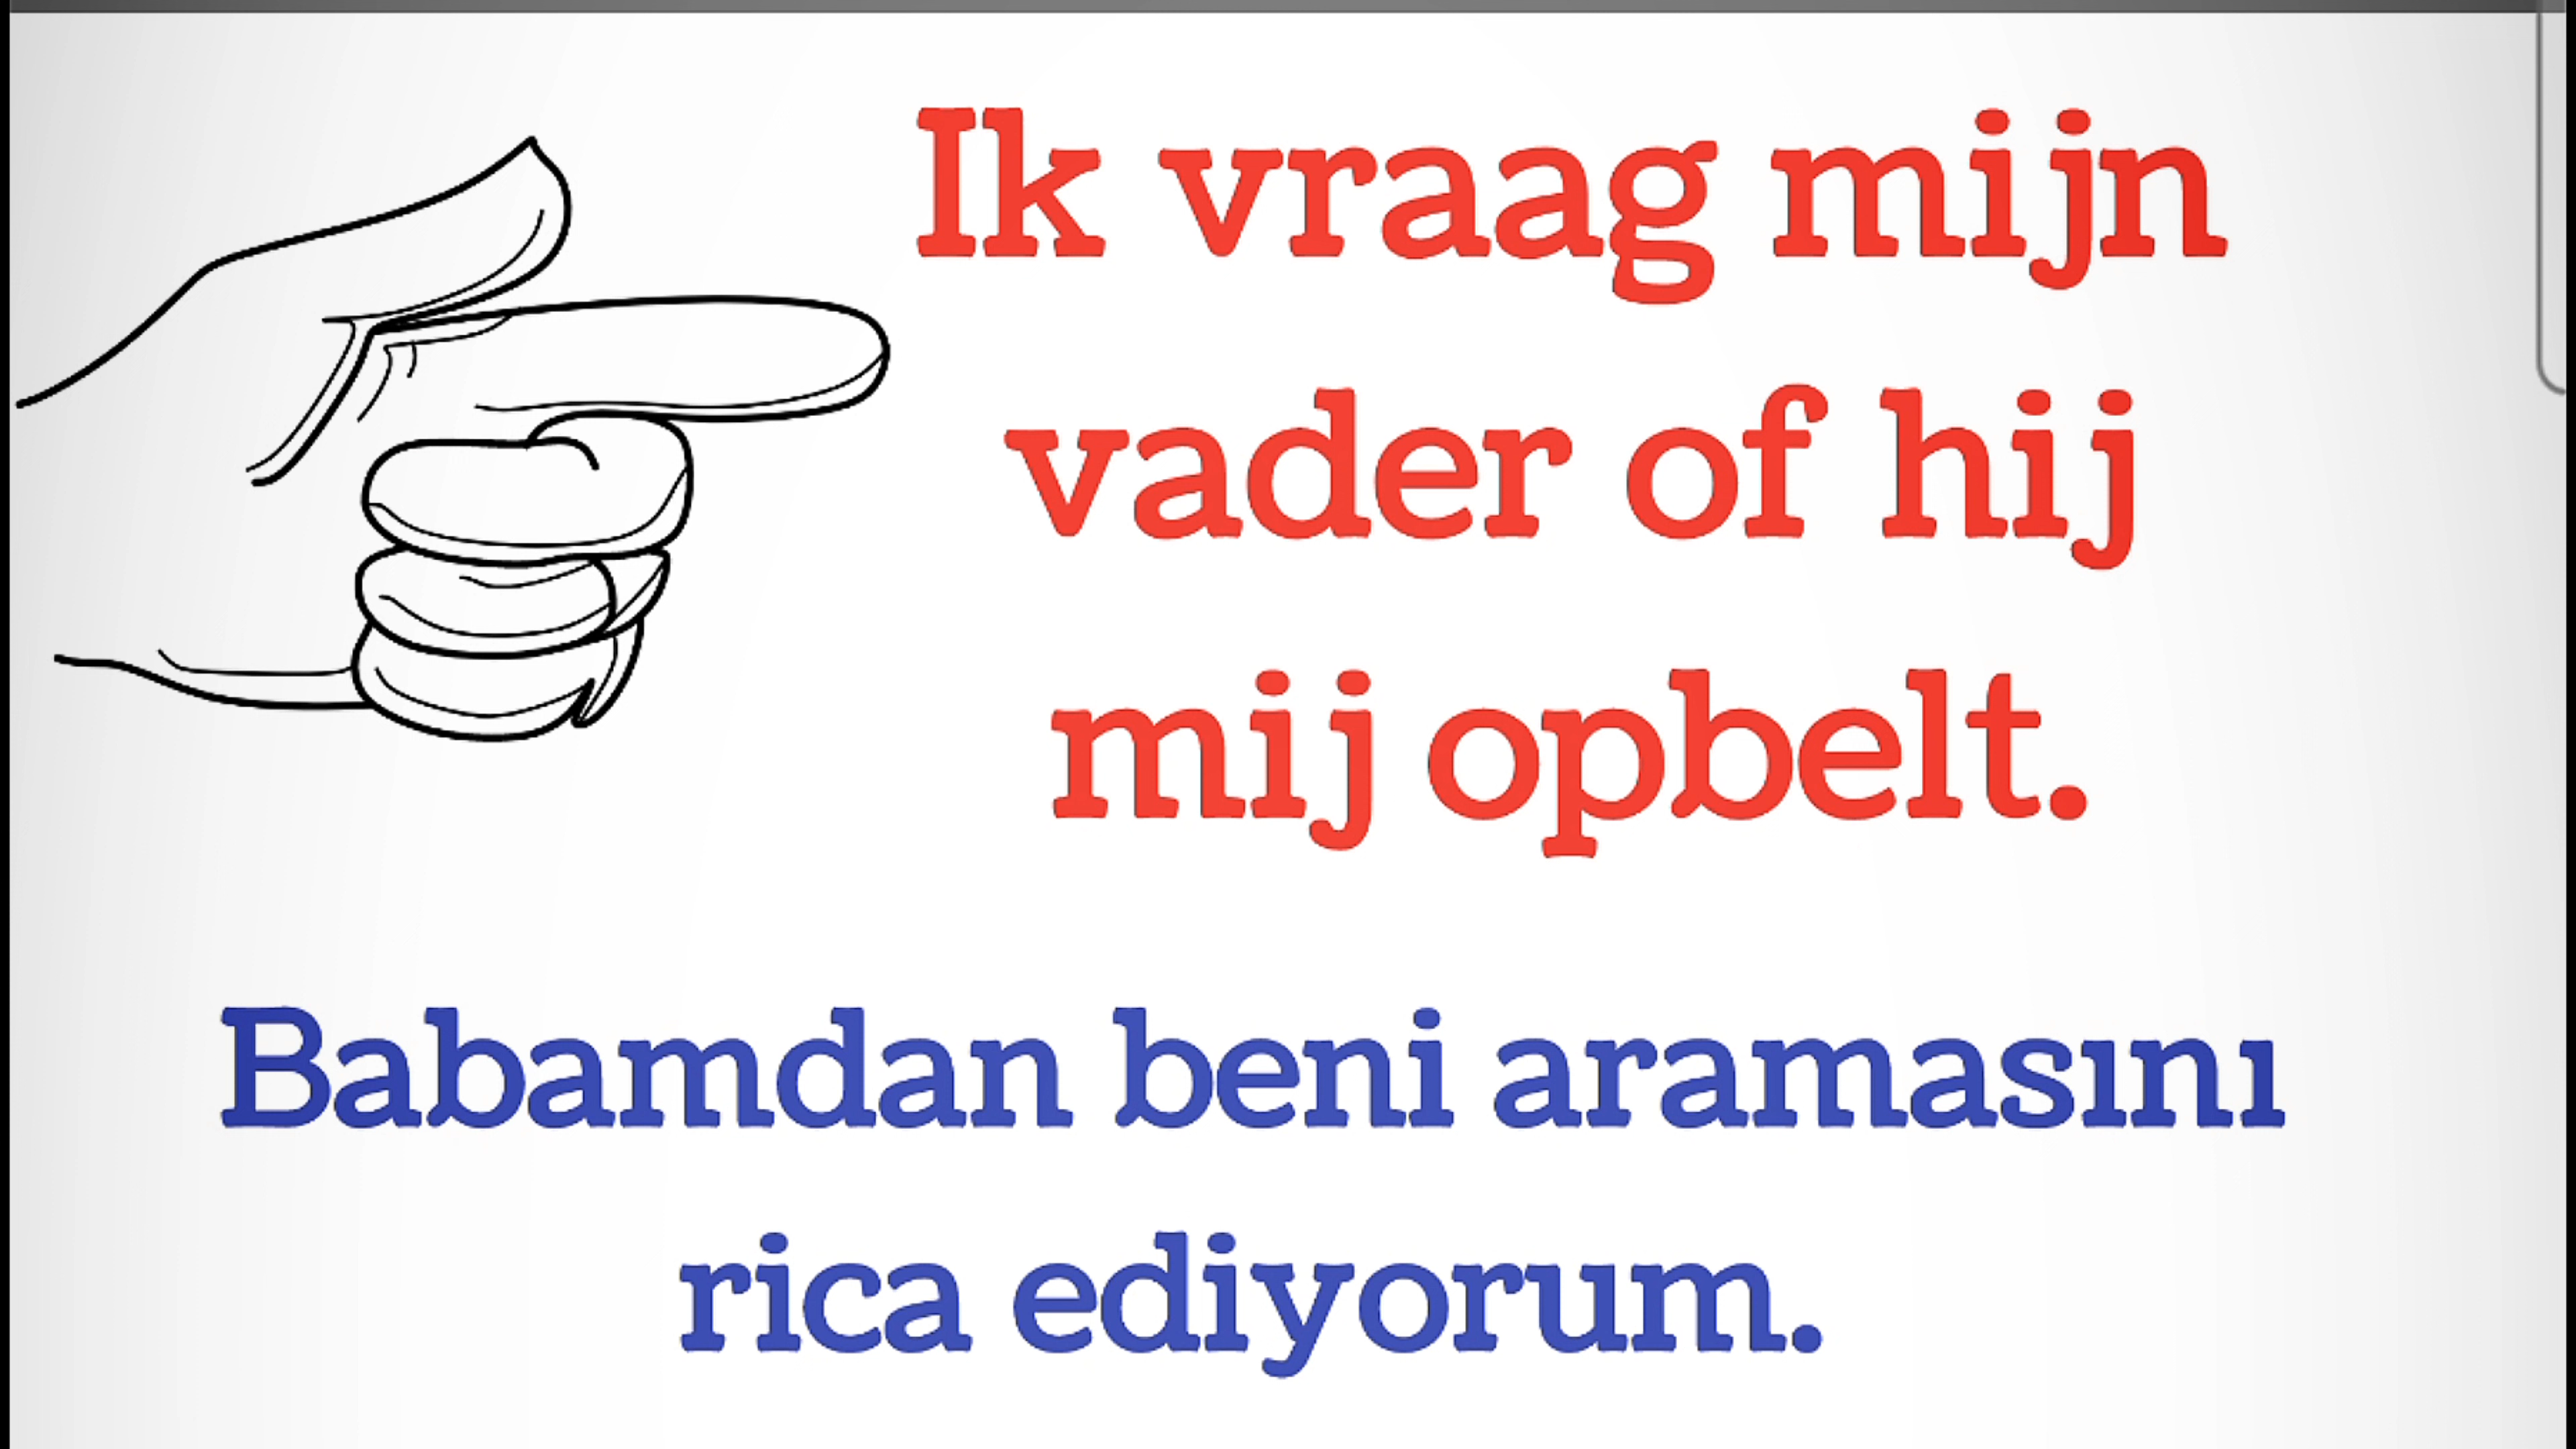 Ik vraag mijn
vader of hij
mij opbelt.
Babamdan beni aramasını
rica ediyorum.